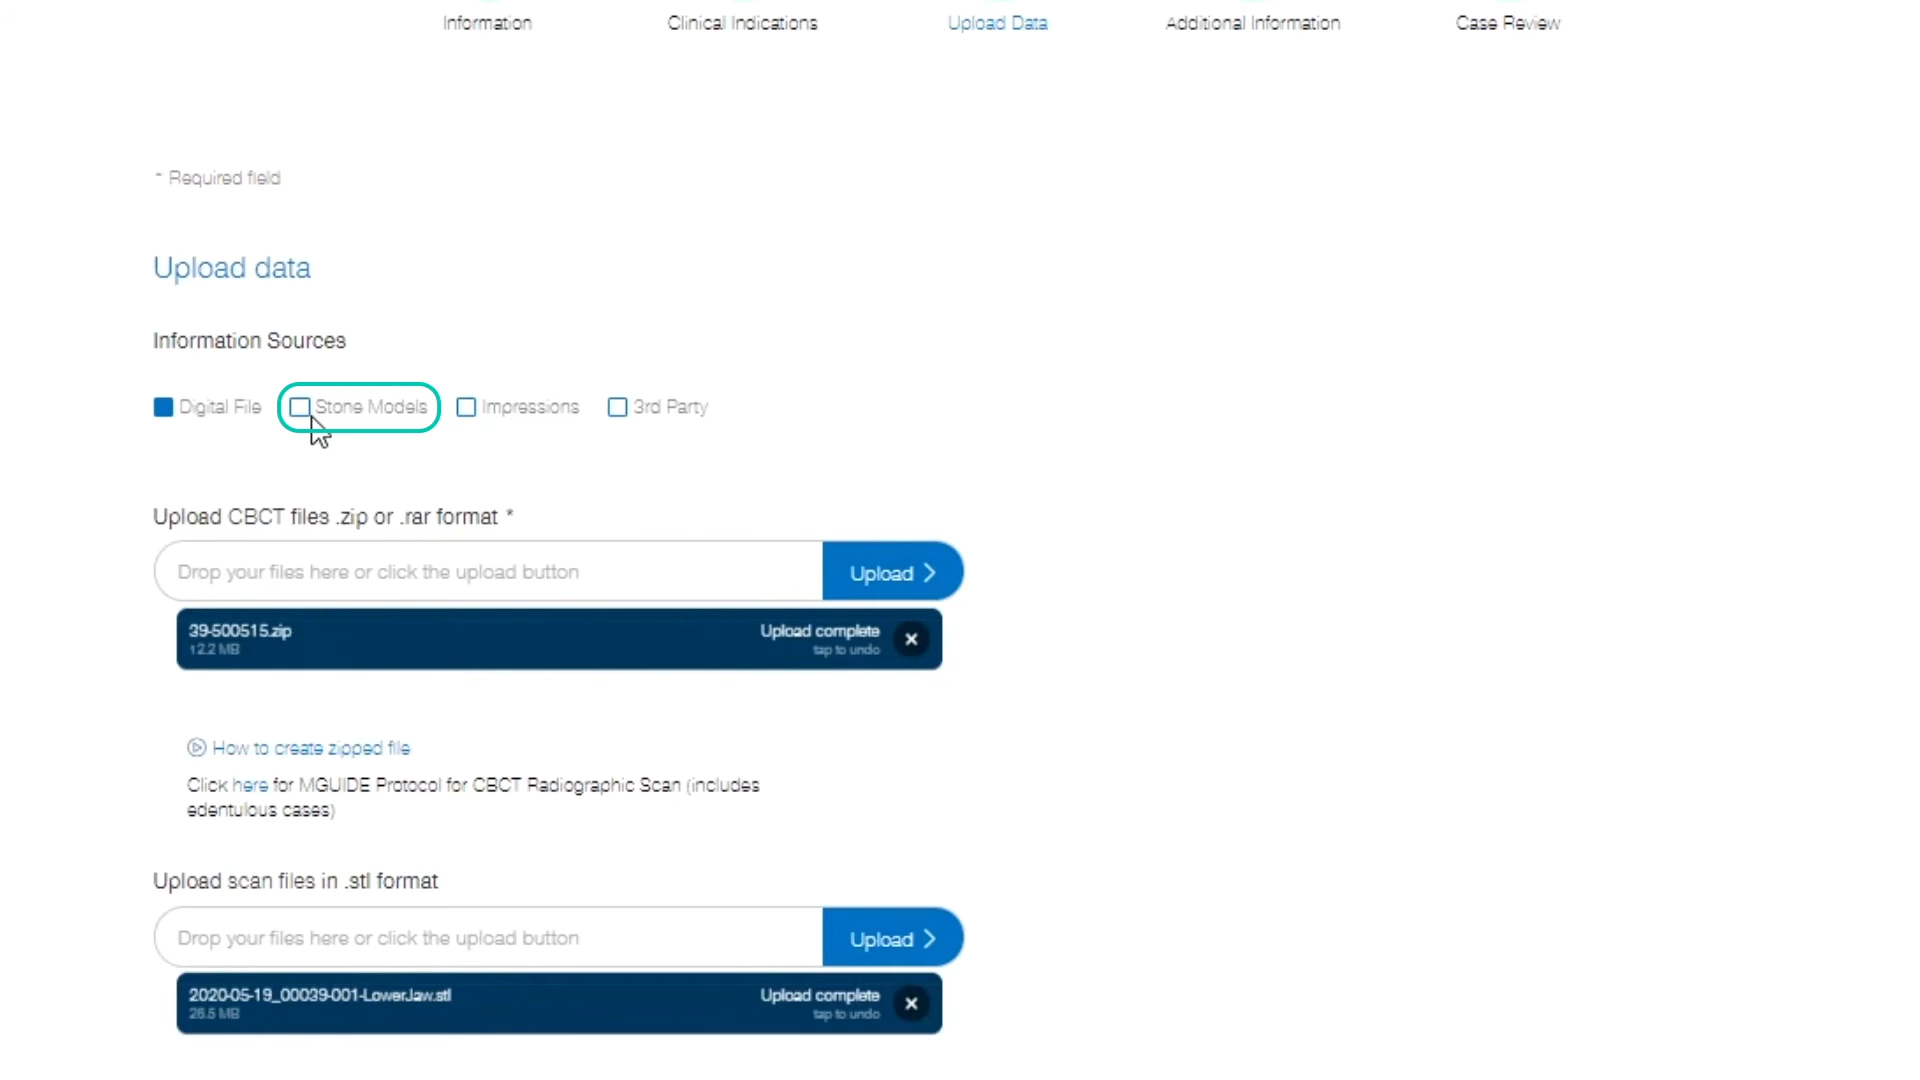 Information
Clinical Indications
Upload Data
Additional Information
Case Review
* Required field
Upload data
Information Sources
Digital File
Stone Models
Impressions
3rd Party
Upload CBCT files .zip or .rar format *
Drop your files here or click the upload button
Upload
39-500515.zip
12.2 MB
Upload complete
tap to undo
How to create zipped file
Click here for MGUIDE Protocol for CBCT Radiographic Scan (includes
edentulous cases)
Upload scan files in .stl format
Drop your files here or click the upload button
Upload
2020-05-19_00039-001-LowerJaw.stl
26.5 MB
Upload complete
tap to undo